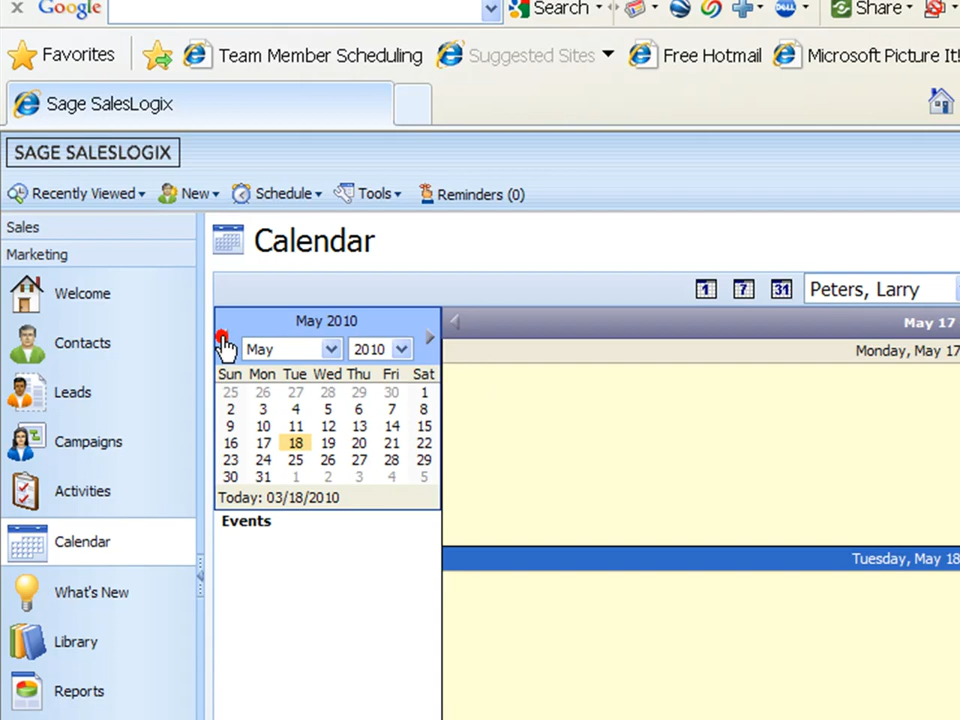 Google Search Share
Favorites Team Member Scheduling Suggested Sites Free Hotmail Microsoft Picture It!
Sage SalesLogix
SAGE SALESLOGIX
Recently Viewed New Schedule Tools Reminders (0)
Sales
Marketing
Welcome
Contacts
Leads
Campaigns
Activities
Calendar
What's New
Library
Reports
Calendar
1 7 31 Peters, Larry
May 2010
May 2010
Sun Mon Tue Wed Thu Fri Sat
25 26 27 28 29 30 1
2 3 4 5 6 7 8
9 10 11 12 13 14 15
16 17 18 19 20 21 22
23 24 25 26 27 28 29
30 31 1 2 3 4 5
Today: 03/18/2010
Events
May 17
Monday, May 17
Tuesday, May 18